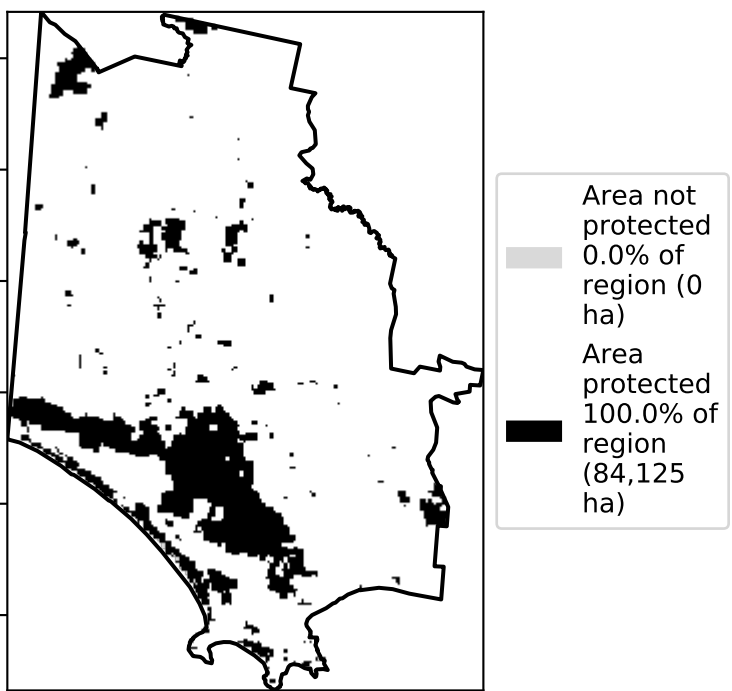 Area not
protected
0.0% of
region (0
ha)
Area
protected
100.0% of
region
(84,125
ha)